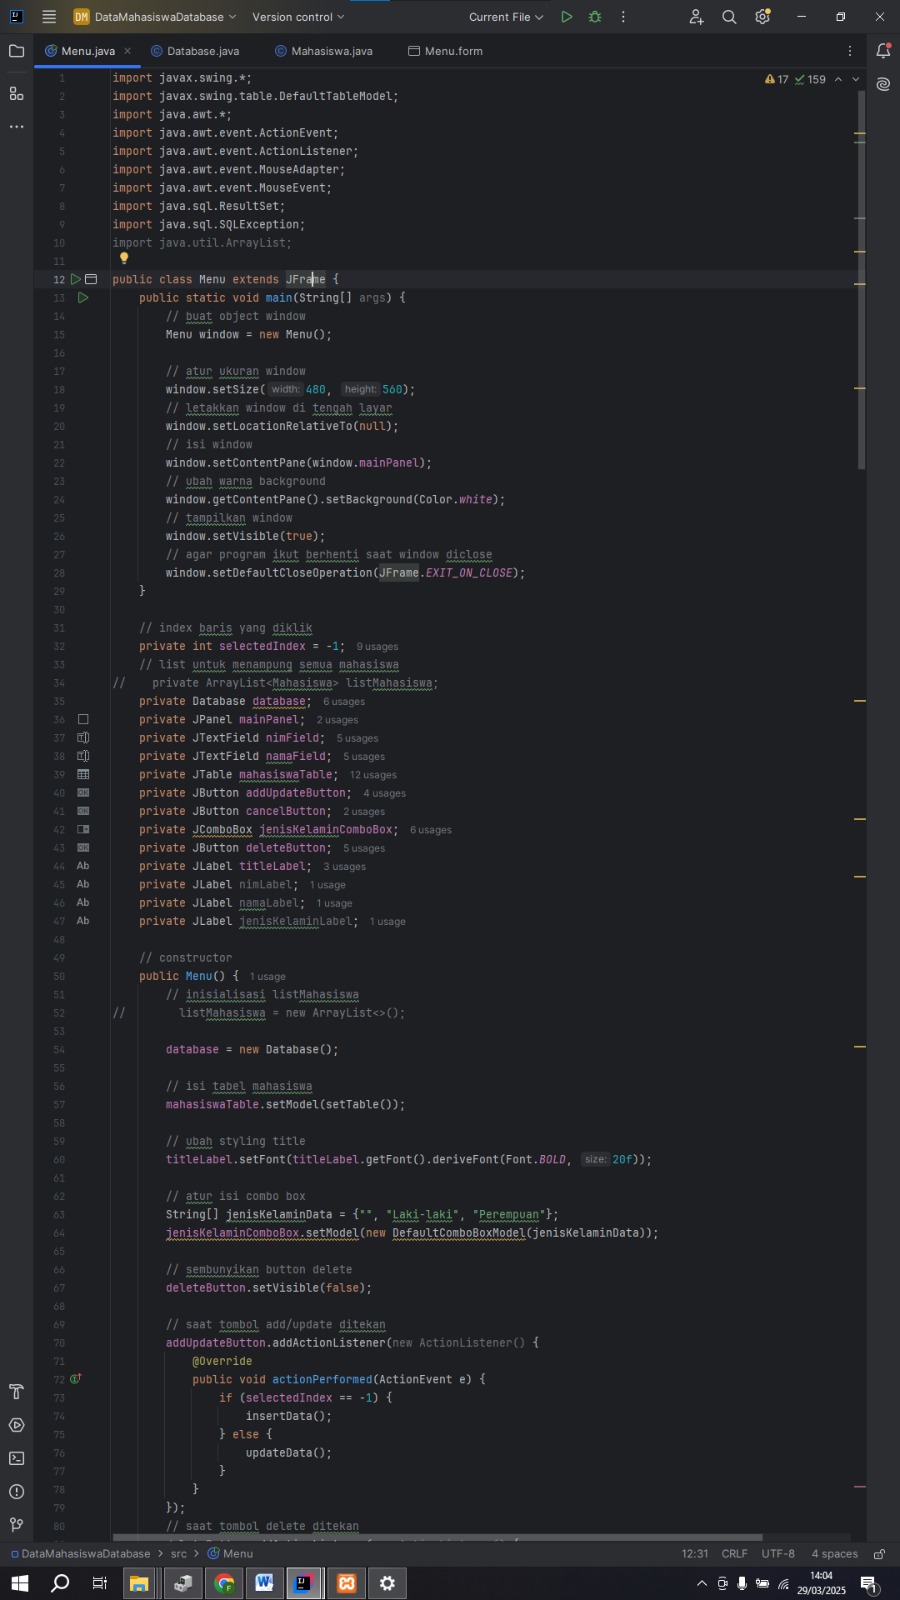 DM DataMahasiswaDatabase Version control Current File
Menu.java Database.java Mahasiswa.java Menu.form
17 159
1 import javax.swing.*;
2 import javax.swing.table.DefaultTableModel;
3 import java.awt.*;
4 import java.awt.event.ActionEvent;
5 import java.awt.event.ActionListener;
6 import java.awt.event.MouseAdapter;
7 import java.awt.event.MouseEvent;
8 import java.sql.ResultSet;
9 import java.sql.SQLException;
10 import java.util.ArrayList;
11
12 public class Menu extends JFrame {
13 public static void main(String[] args) {
14 // buat object window
15 Menu window = new Menu();
16
17 // atur ukuran window
18 window.setSize( width: 480, height: 560);
19 // letakkan window di tengah layar
20 window.setLocationRelativeTo(null);
21 // isi window
22 window.setContentPane(window.mainPanel);
23 // ubah warna background
24 window.getContentPane().setBackground(Color.white);
25 // tampilkan window
26 window.setVisible(true);
27 // agar program ikut berhenti saat window diclose
28 window.setDefaultCloseOperation(JFrame.EXIT_ON_CLOSE);
29 }
30
31 // index baris yang diklik
32 private int selectedIndex = -1; 9 usages
33 // list untuk menampung semua mahasiswa
34 // private ArrayList<Mahasiswa> listMahasiswa;
35 private Database database; 6 usages
36 private JPanel mainPanel; 2 usages
37 private JTextField nimField; 5 usages
38 private JTextField namaField; 5 usages
39 private JTable mahasiswaTable; 12 usages
40 private JButton addUpdateButton; 4 usages
41 private JButton cancelButton; 2 usages
42 private JComboBox jenisKelaminComboBox; 6 usages
43 private JButton deleteButton; 5 usages
44 Ab private JLabel titleLabel; 3 usages
45 Ab private JLabel nimLabel; 1 usage
46 Ab private JLabel namaLabel; 1 usage
47 Ab private JLabel jenisKelaminLabel; 1 usage
48
49 // constructor
50 public Menu() { 1 usage
51 // inisialisasi listMahasiswa
52 // listMahasiswa = new ArrayList<>();
53
54 database = new Database();
55
56 // isi tabel mahasiswa
57 mahasiswaTable.setModel(setTable());
58
59 // ubah styling title
60 titleLabel.setFont(titleLabel.getFont().deriveFont(Font.BOLD, size: 20f));
61
62 // atur isi combo box
63 String[] jenisKelaminData = {"", "Laki-laki", "Perempuan"};
64 jenisKelaminComboBox.setModel(new DefaultComboBoxModel(jenisKelaminData));
65
66 // sembunyikan button delete
67 deleteButton.setVisible(false);
68
69 // saat tombol add/update ditekan
70 addUpdateButton.addActionListener(new ActionListener() {
71 @Override
72 public void actionPerformed(ActionEvent e) {
73 if (selectedIndex == -1) {
74 insertData();
75 } else {
76 updateData();
77 }
78 }
79 });
80 // saat tombol delete ditekan
DataMahasiswaDatabase > src > Menu 12:31 CRLF UTF-8 4 spaces
14:04
29/03/2025
1